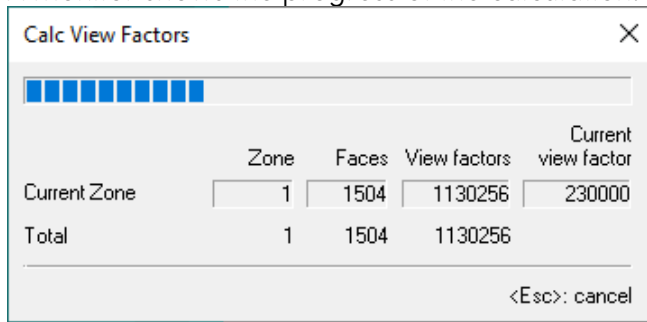 Calc View Factors
Current
Zone Faces View factors view factor
Current Zone 1 1504 1130256 230000
Total 1 1504 1130256
<Esc>: cancel